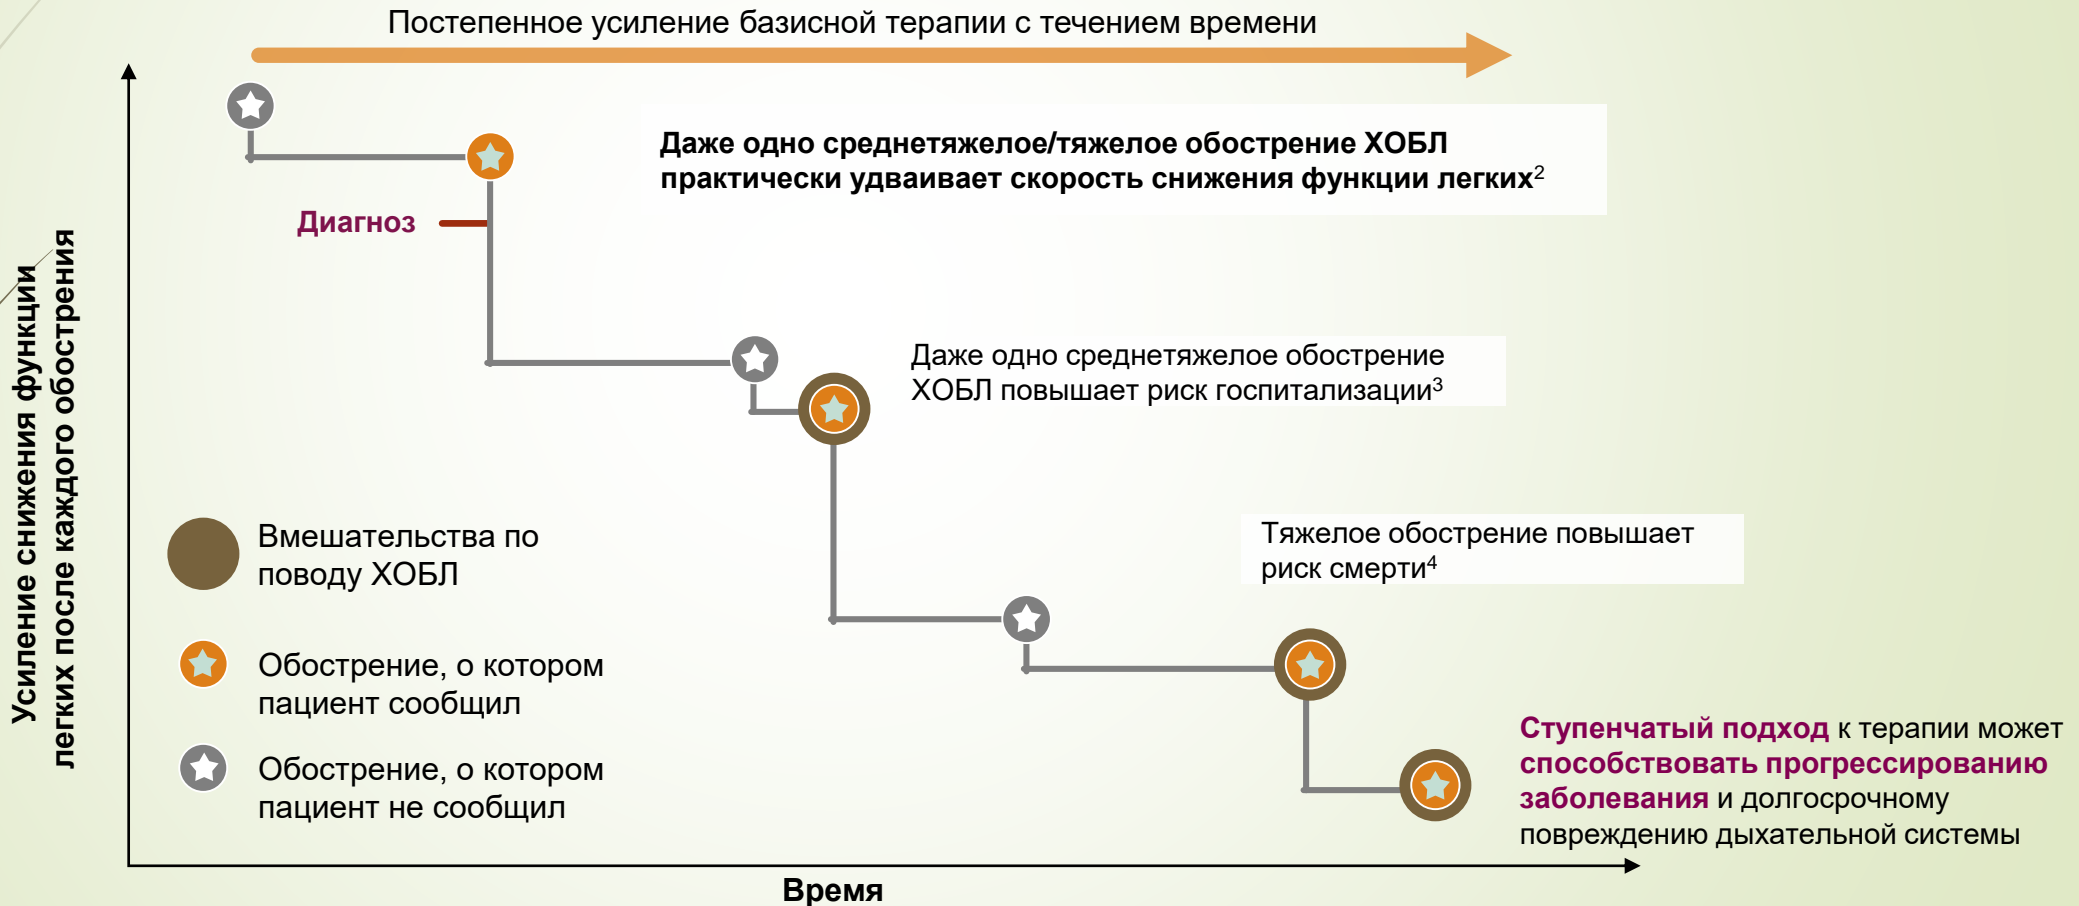 Постепенное усиление базисной терапии с течением времени
Даже одно среднетяжелое/тяжелое обострение ХОБЛ
практически удваивает скорость снижения функции легких²
Диагноз
Усиление снижения функции
легких после каждого обострения
Даже одно среднетяжелое обострение
ХОБЛ повышает риск госпитализации³
Вмешательства по
поводу ХОБЛ
Тяжелое обострение повышает
риск смерти⁴
Обострение, о котором
пациент сообщил
Обострение, о котором
пациент не сообщил
Ступенчатый подход к терапии может
способствовать прогрессированию
заболевания и долгосрочному
повреждению дыхательной системы
Время